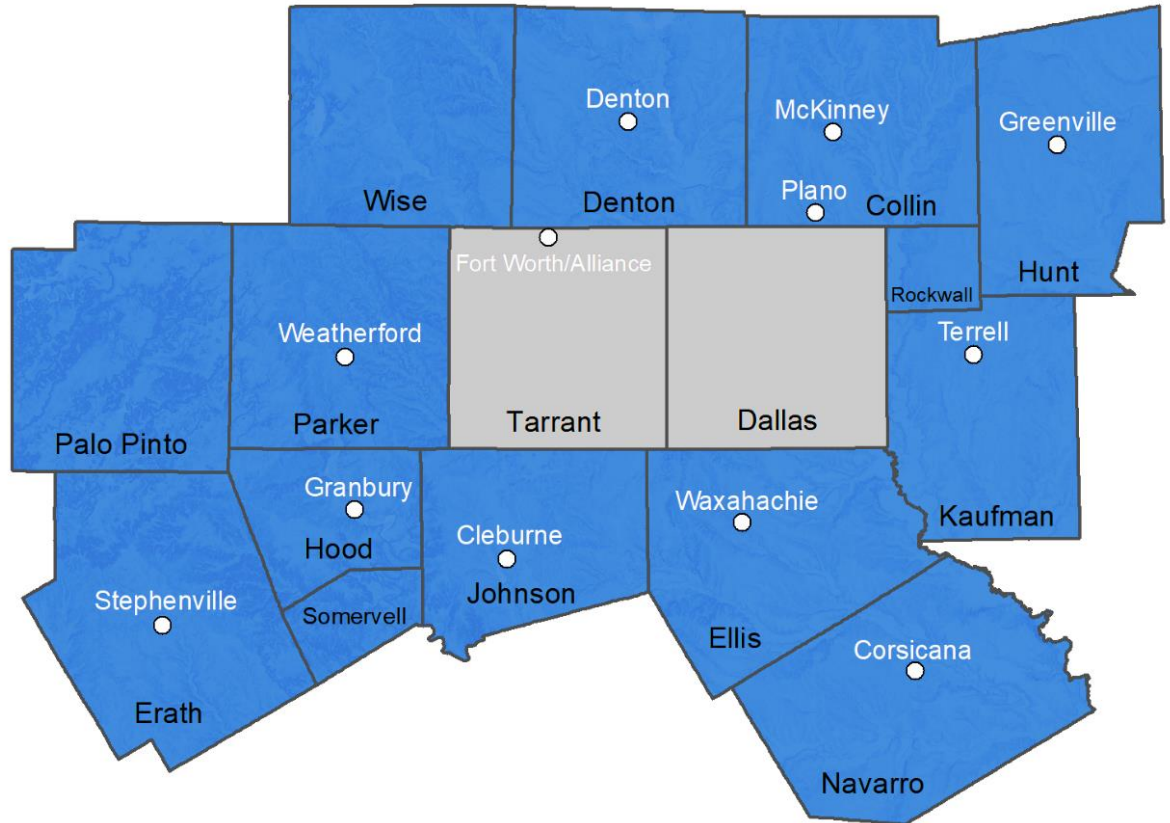 Denton
McKinney
Greenville
Plano
Wise
Denton
Collin
Fort Worth/Alliance
Hunt
Rockwall
Weatherford
Terrell
Parker
Tarrant
Dallas
Palo Pinto
Granbury
Waxahachie
Kaufman
Hood
Cleburne
Stephenville
Somervell
Johnson
Ellis
Corsicana
Erath
Navarro